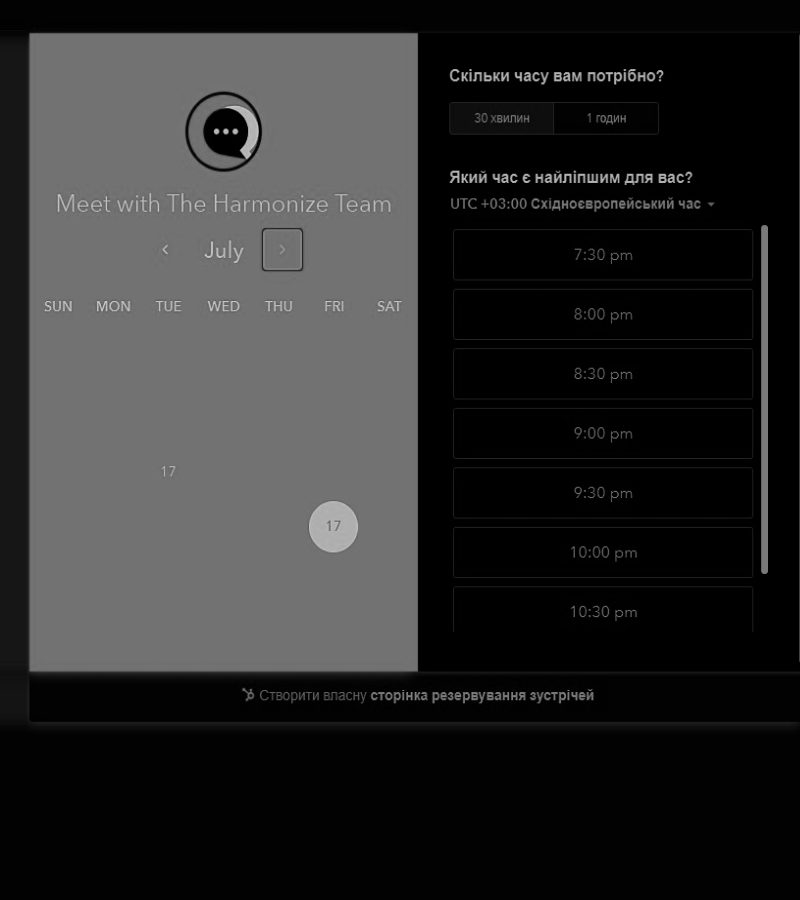 Meet with The Harmonize Team
July
SUN MON TUE WED THU FRI SAT
17
17
Скільки часу вам потрібно?
30 хвилин 1 годин
Який час є найліпшим для вас?
UTC +03:00 Східноєвропейський час
7:30 pm
8:00 pm
8:30 pm
9:00 pm
9:30 pm
10:00 pm
10:30 pm
Створити власну сторінка резервування зустрічей